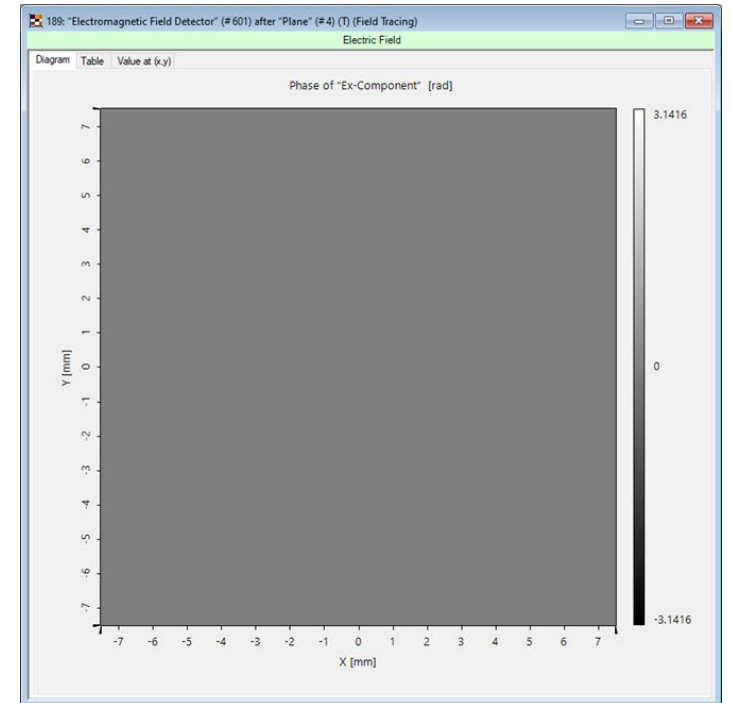 189: "Electromagnetic Field Detector" (# 601) after "Plane" (# 4) (T) (Field Tracing)
Electric Field
Diagram Table Value at (x,y)
Phase of "Ex-Component" [rad]
3.1416
7
6
5
4
3
2
1
0
-1
-2
-3
-4
-5
-6
-7
Y [mm]
0
-3.1416
-7 -6 -5 -4 -3 -2 -1 0 1 2 3 4 5 6 7
X [mm]